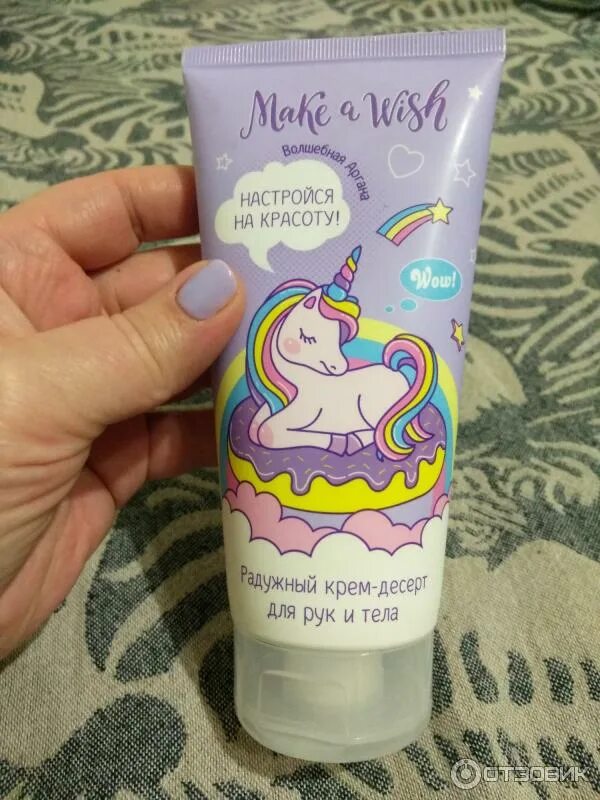 Make a Wish
Волшебная Аргана
НАСТРОЙСЯ
НА КРАСОТУ!
Wow!
Радужный крем-десерт
для рук и тела
ОТЗОВИК